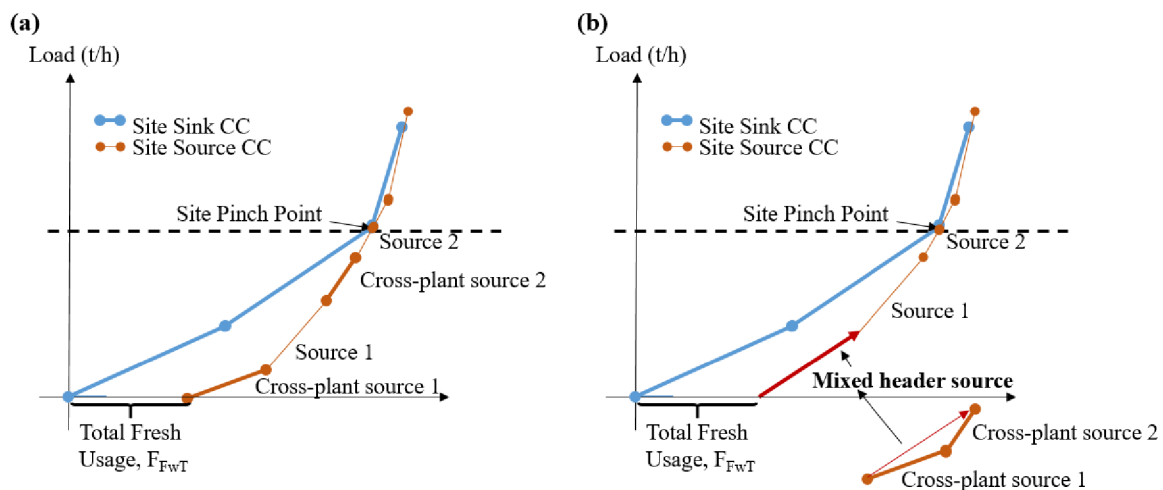 (a)
Load (t/h)
Site Sink CC
Site Source CC
Site Pinch Point
Source 2
Cross-plant source 2
Source 1
Cross-plant source 1
Total Fresh
Usage, FFwT
(b)
Load (t/h)
Site Sink CC
Site Source CC
Site Pinch Point
Source 2
Source 1
Mixed header source
Total Fresh
Usage, FFwT
Cross-plant source 2
Cross-plant source 1